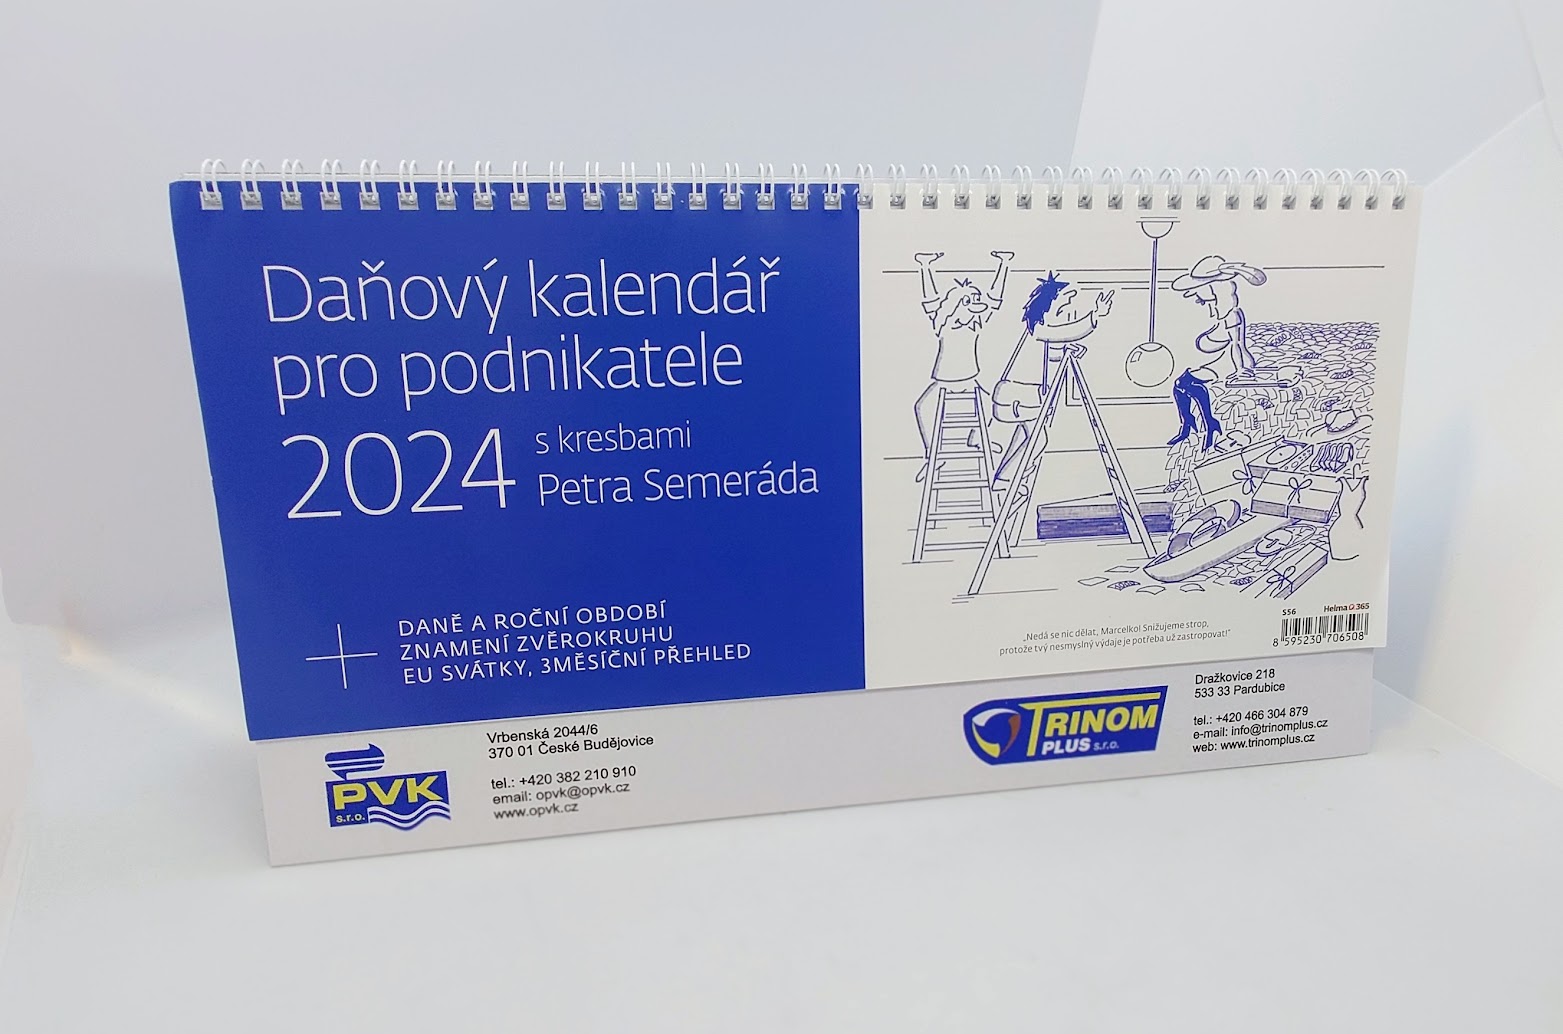 Daňový kalendář
pro podnikatele
2024 s kresbami
Petra Semeráda
DANĚ A ROČNÍ OBDOBÍ
ZNAMENÍ ZVĚROKRUHU
EU SVÁTKY, 3MĚSÍČNÍ PŘEHLED
„Nedá se nic dělat, Marcelko! Snižujeme strop,
protože tvý nesmyslný výdaje je potřeba už zastropovat!“
S56 Helma 365
8 595230 706508
PVK
s.r.o.
Vrbenská 2044/6
370 01 České Budějovice
tel.: +420 382 210 910
email: opvk@opvk.cz
www.opvk.cz
TRINOM
PLUS s.r.o.
Dražkovice 218
533 33 Pardubice
tel.: +420 466 304 879
e-mail: info@trinomplus.cz
web: www.trinomplus.cz